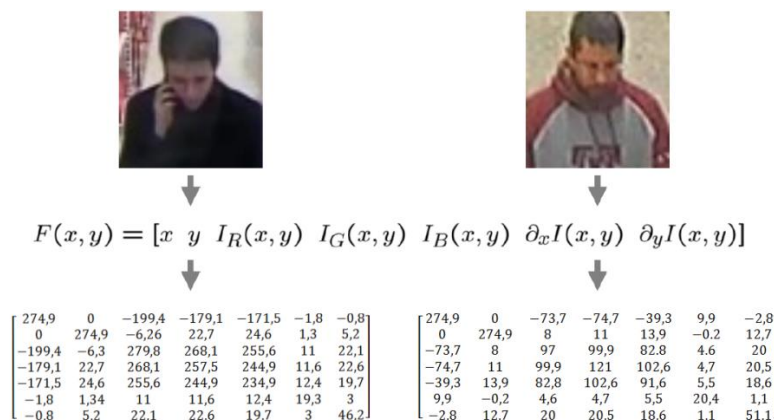 F(x,y) = [x y I_R(x,y) I_G(x,y) I_B(x,y) ∂_xI(x,y) ∂_yI(x,y)]
274,9 0 −199,4 −179,1 −171,5 −1,8 −0,8
0 274,9 −6,26 22,7 24,6 1,3 5,2
−199,4 −6,3 279,8 268,1 255,6 11 22,1
−179,1 22,7 268,1 257,5 244,9 11,6 22,6
−171,5 24,6 255,6 244,9 234,9 12,4 19,7
−1,8 1,34 11 11,6 12,4 19,3 3
−0,8 5,2 22,1 22,6 19,7 3 46,2
274,9 0 −73,7 −74,7 −39,3 9,9 −2,8
0 274,9 8 11 13,9 −0.2 12,7
−73,7 8 97 99,9 82.8 4.6 20
−74,7 11 99,9 121 102,6 4,7 20,5
−39,3 13,9 82,8 102,6 91,6 5,5 18,6
9,9 −0,2 4,6 4,7 5,5 20,4 1,1
−2,8 12,7 20 20,5 18,6 1,1 51,1